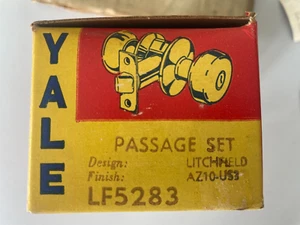 YALE
PASSAGE SET
Design: LITCHFIELD
Finish: AZ10-US3
LF5283